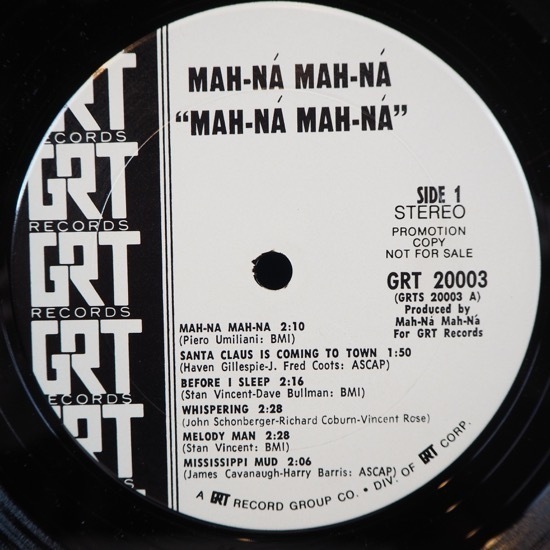 MAH-NÁ MAH-NÁ
"MAH-NÁ MAH-NÁ"
SIDE 1
STEREO
PROMOTION
COPY
NOT FOR SALE
GRT 20003
(GRTS 20003 A)
Produced by
Mah-Ná Mah-Ná
For GRT Records
MAH-NA MAH-NA 2:10
(Piero Umiliani: BMI)
SANTA CLAUS IS COMING TO TOWN 1:50
(Haven Gillespie-J. Fred Coots: ASCAP)
BEFORE I SLEEP 2:16
(Stan Vincent-Dave Bullman: BMI)
WHISPERING 2:28
(John Schonberger-Richard Coburn-Vincent Rose)
MELODY MAN 2:28
(Stan Vincent: BMI)
MISSISSIPPI MUD 2:06
(James Cavanaugh-Harry Barris: ASCAP)
A GRT RECORD GROUP CO. • DIV. OF GRT CORP.
GRT
ECORDS
GRT
RECORDS
GRT
RECORDS
GRT
ECORDS
GRT
S